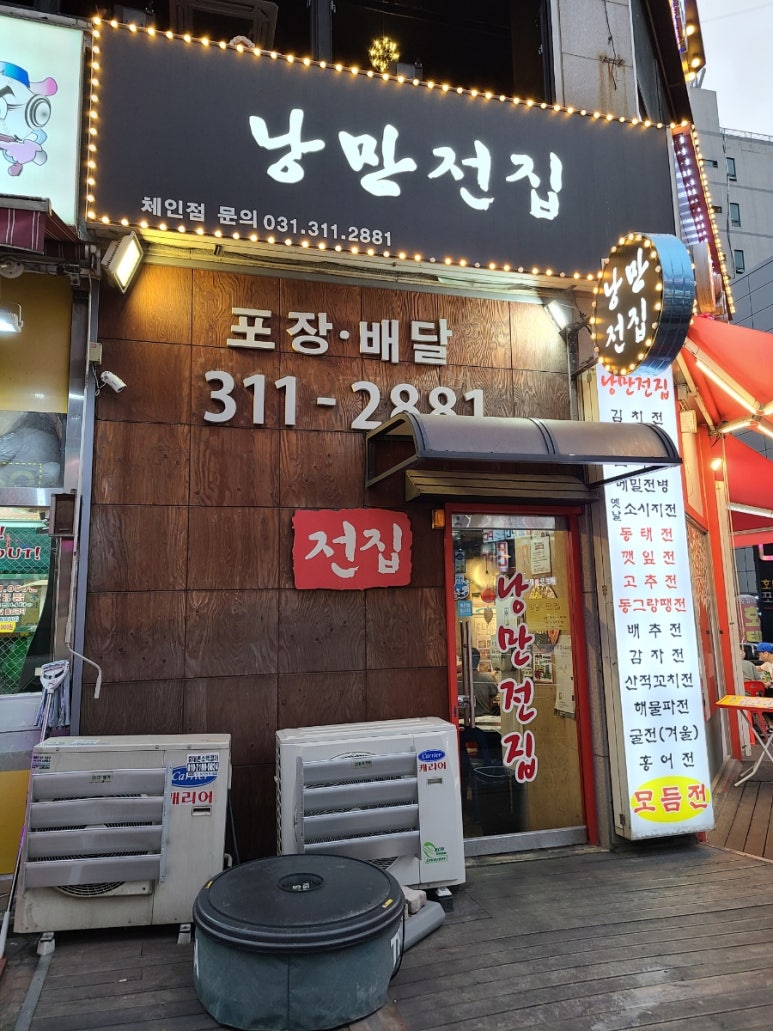 낭만전집
체인점 문의 031.311.2881
포장·배달
311-2881
전집
낭만전집
낭만
전집
낭만전집
김치전
메밀전병
옛날 소시지전
동태전
깻잎전
고추전
동그랑땡전
배추전
감자전
산적꼬치전
해물파전
굴전(겨울)
홍어전
모듬전
Carrier
캐리어
Carrier
캐리어